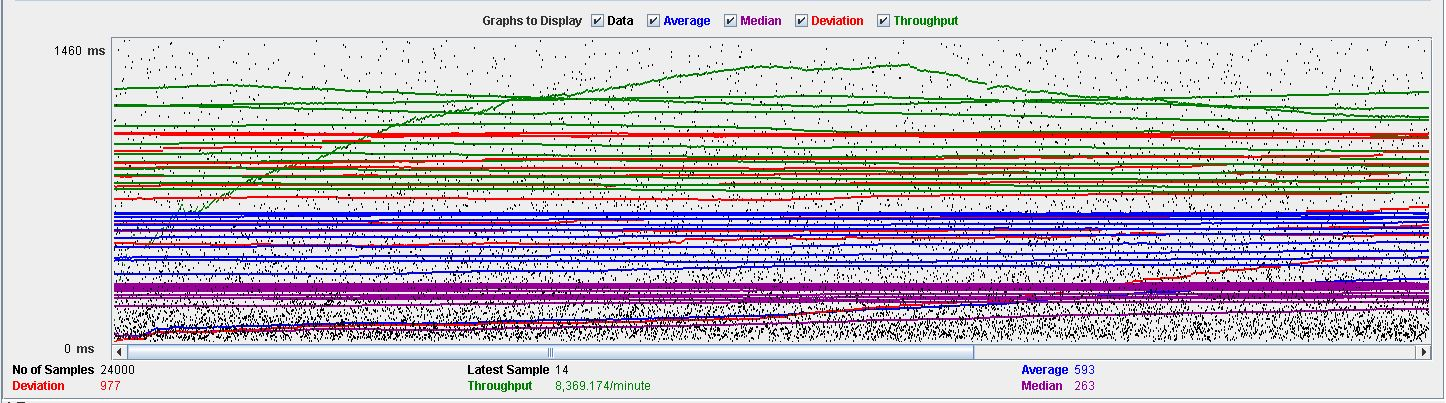 Graphs to Display Data Average Median Deviation Throughput
1460 ms
0 ms
No of Samples 24000 Latest Sample 14 Average 593
Deviation 977 Throughput 8,369.174/minute Median 263